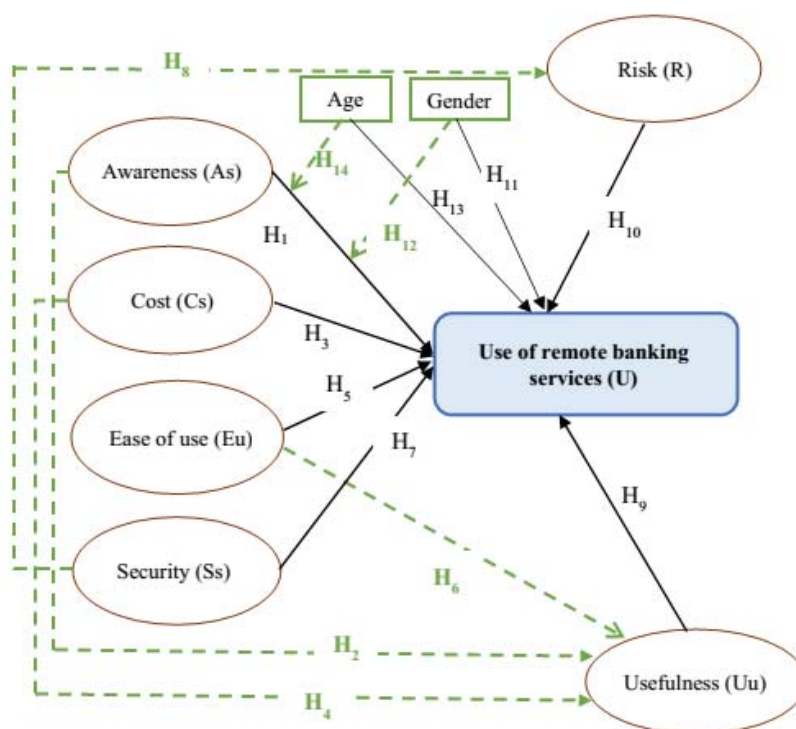 H8
Risk (R)
Age
Gender
H14
H11
Awareness (As)
H13
H10
H1
H12
Cost (Cs)
H3
Use of remote banking
services (U)
H5
Ease of use (Eu)
H7
H9
Security (Ss)
H6
H2
Usefulness (Uu)
H4